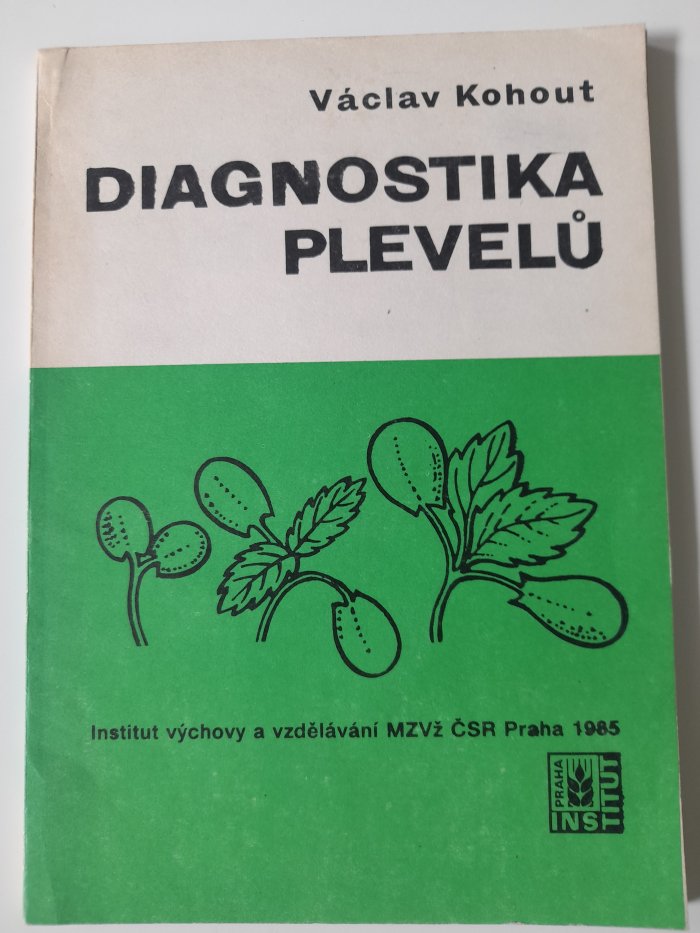 Václav Kohout
DIAGNOSTIKA
PLEVELŮ
Institut výchovy a vzdělávání MZVž ČSR Praha 1985
PRAHA
INSTITUT